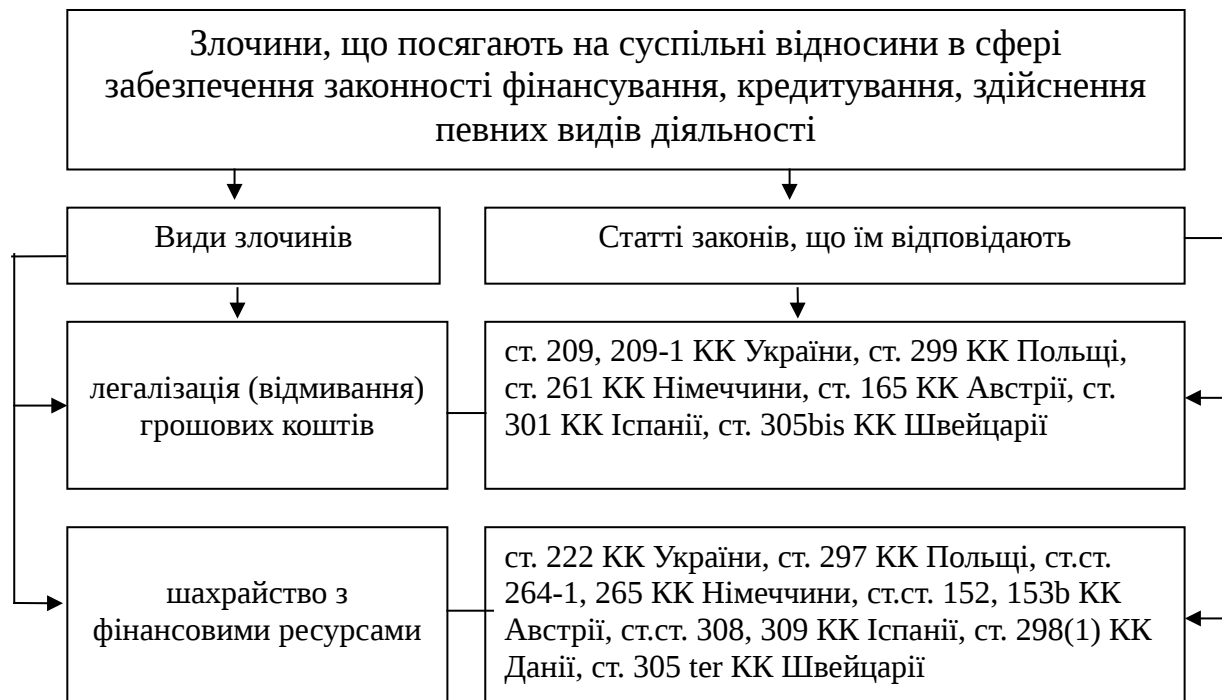 Злочини, що посягають на суспільні відносини в сфері
забезпечення законності фінансування, кредитування, здійснення
певних видів діяльності
Види злочинів
Статті законів, що їм відповідають
легалізація (відмивання)
грошових коштів
ст. 209, 209-1 КК України, ст. 299 КК Польщі,
ст. 261 КК Німеччини, ст. 165 КК Австрії, ст.
301 КК Іспанії, ст. 305bis КК Швейцарії
шахрайство з
фінансовими ресурсами
ст. 222 КК України, ст. 297 КК Польщі, ст.ст.
264-1, 265 КК Німеччини, ст.ст. 152, 153b КК
Австрії, ст.ст. 308, 309 КК Іспанії, ст. 298(1) КК
Данії, ст. 305 ter КК Швейцарії